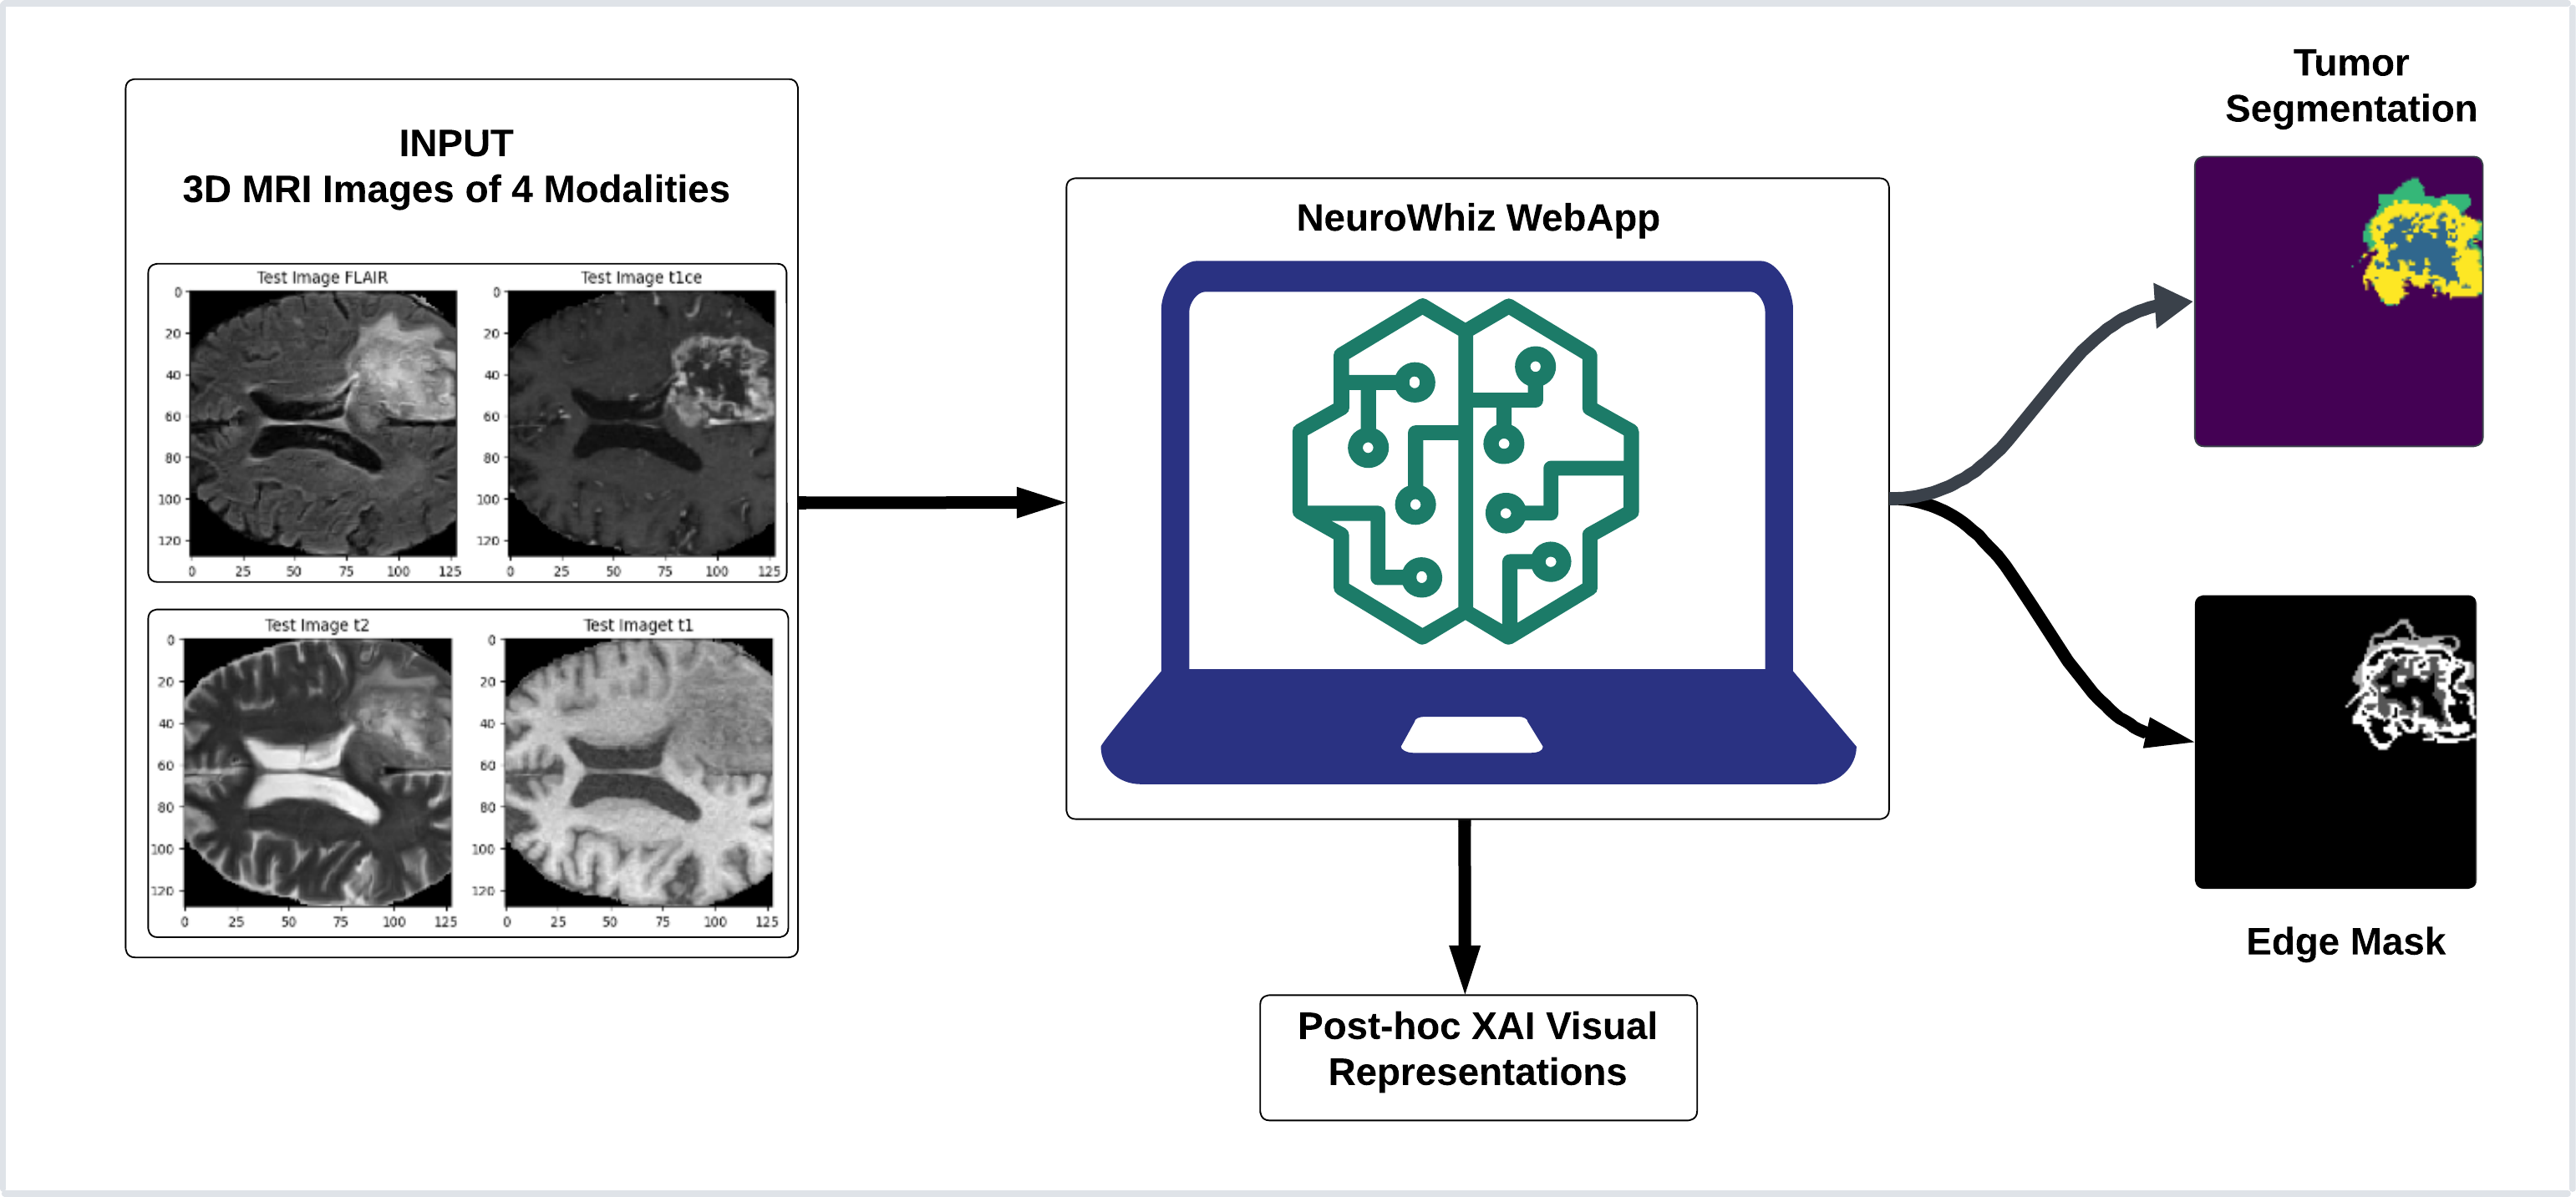 INPUT
3D MRI Images of 4 Modalities
Test Image FLAIR
0
20
40
60
80
100
120
0 25 50 75 100 125
Test Image t1ce
0
20
40
60
80
100
120
0 25 50 75 100 125
Test Image t2
0
20
40
60
80
100
120
0 25 50 75 100 125
Test Imaget t1
0
20
40
60
80
100
120
0 25 50 75 100 125
NeuroWhiz WebApp
Post-hoc XAI Visual
Representations
Tumor
Segmentation
Edge Mask